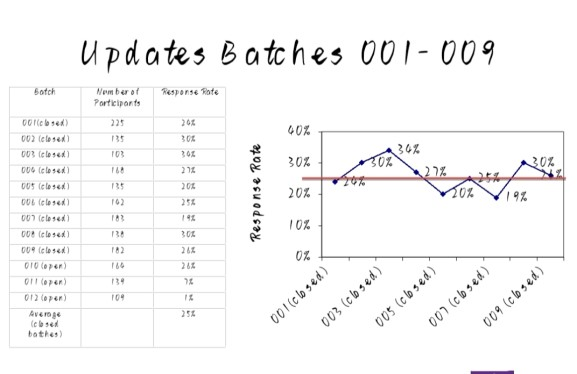 Updates Batches 001-009
Batch Number of Participants Response Rate
001 (closed) 225 24%
002 (closed) 135 30%
003 (closed) 103 34%
004 (closed) 168 27%
005 (closed) 135 20%
006 (closed) 25%
007 (closed) 183 19%
008 (closed) 138 30%
009 (closed) 182 26%
010 (open) 26%
011 (open) 139 7%
012 (open) 109 1%
Average (closed batches) 25%
Response Rate
40%
30%
20%
10%
0%
24%
30%
34%
27%
20%
25%
19%
30%
001 (closed)
003 (closed)
005 (closed)
007 (closed)
009 (closed)